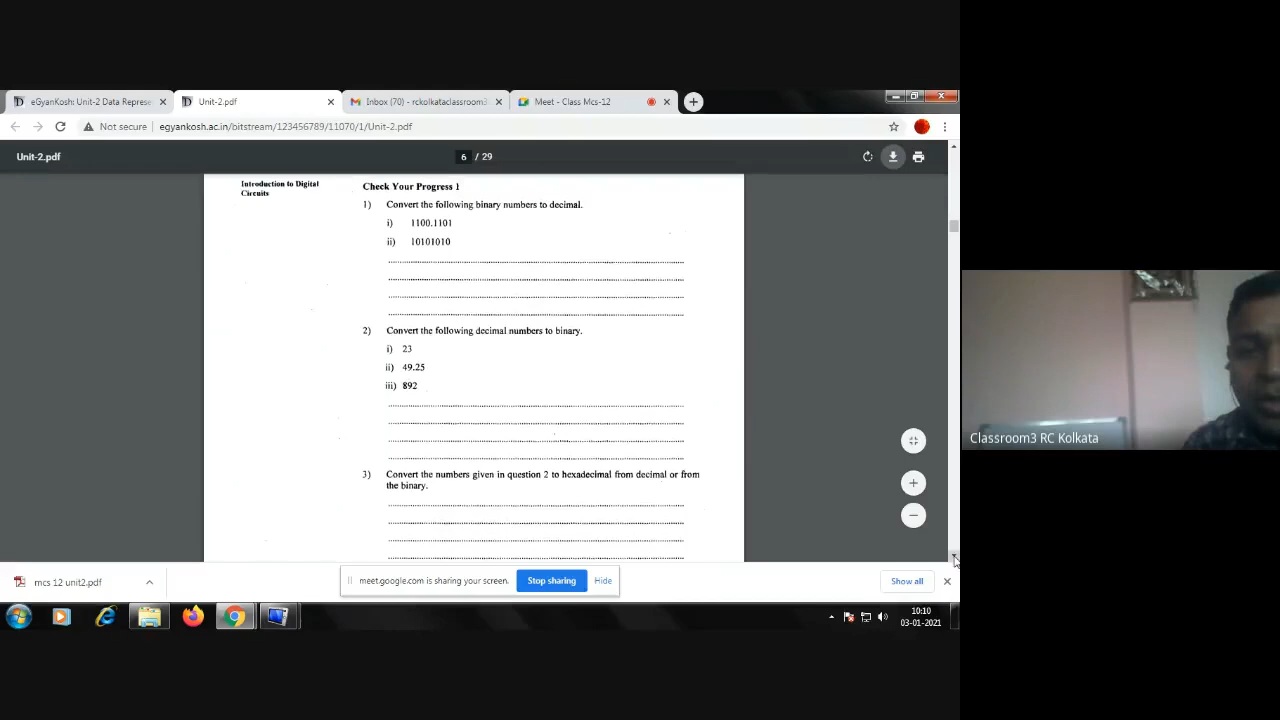 eGyanKosh: Unit-2 Data Represe
Unit-2.pdf
Inbox (70) - rckolkataclassroom3
Meet - Class Mcs-12
Not secure
egyankosh.ac.in/bitstream/123456789/11070/1/Unit-2.pdf
Unit-2.pdf
6 / 29
Introduction to Digital
Circuits
Check Your Progress 1
1) Convert the following binary numbers to decimal.
i) 1100.1101
ii) 10101010
2) Convert the following decimal numbers to binary.
i) 23
ii) 49.25
iii) 892
3) Convert the numbers given in question 2 to hexadecimal from decimal or from
the binary.
Classroom3 RC Kolkata
mcs 12 unit2.pdf
meet.google.com is sharing your screen.
Stop sharing
Hide
Show all
10:10
03-01-2021